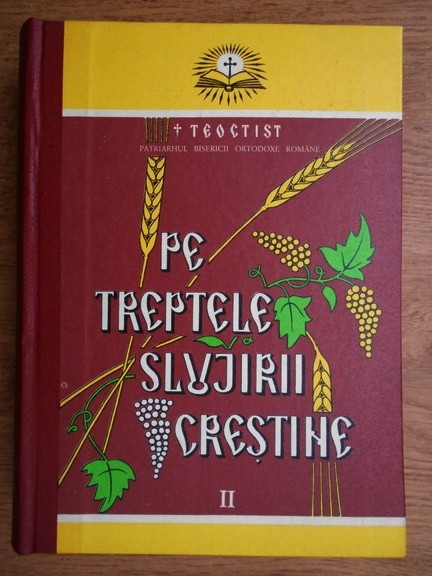 † TEOCTIST
PATRIARHUL BISERICII ORTODOXE ROMÂNE
PE
TREPTELE
SLUJIRII
CREȘTINE
II